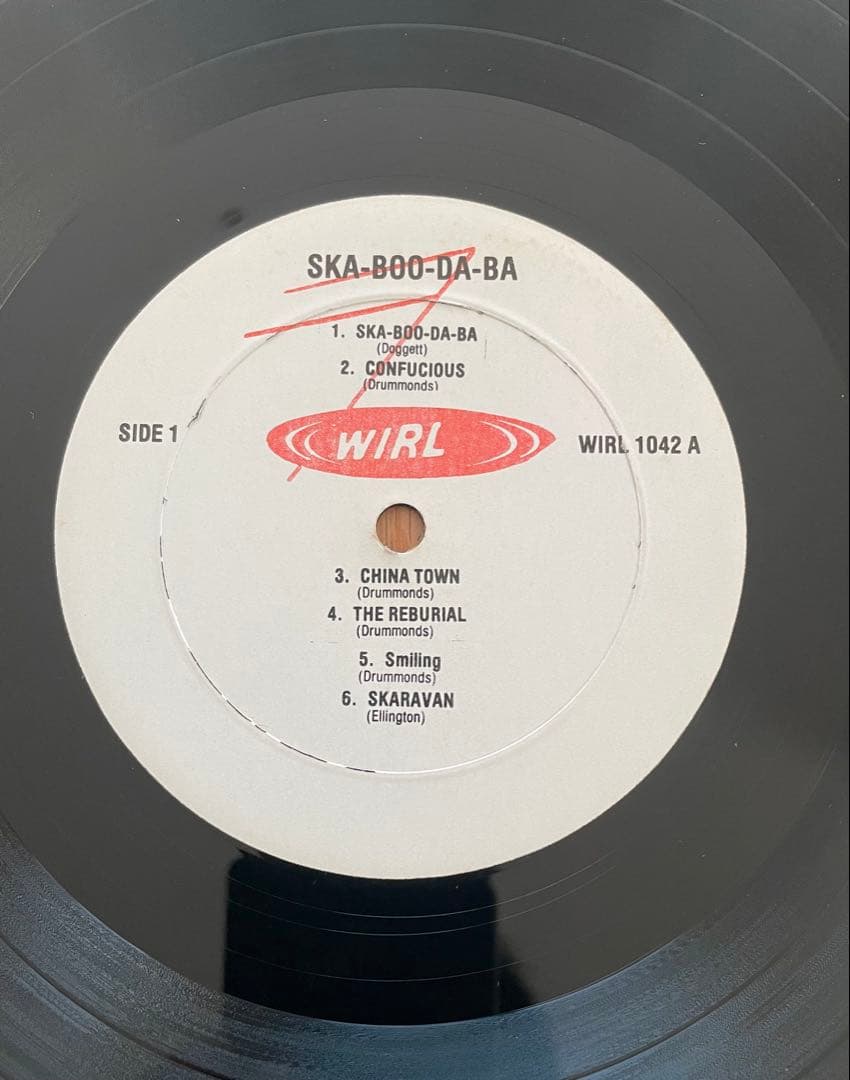 SKA-BOO-DA-BA
1. SKA-BOO-DA-BA
(Doggett)
2. CONFUCIOUS
(Drummonds)
SIDE 1
WIRL
WIRL 1042 A
3. CHINA TOWN
(Drummonds)
4. THE REBURIAL
(Drummonds)
5. Smiling
(Drummonds)
6. SKARAVAN
(Ellington)